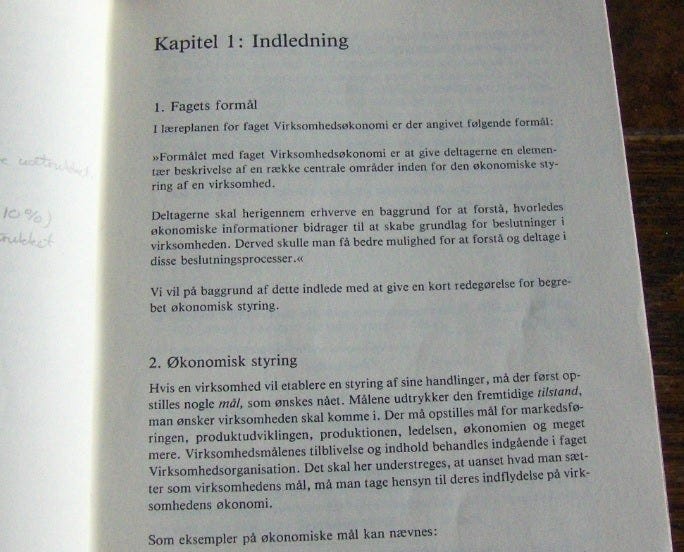 10%)
Kapitel 1: Indledning
1. Fagets formål
I læreplanen for faget Virksomhedsøkonomi er der angivet følgende formål:
»Formålet med faget Virksomhedsøkonomi er at give deltagerne en elemen-
tær beskrivelse af en række centrale områder inden for den økonomiske sty-
ring af en virksomhed.
Deltagerne skal herigennem erhverve en baggrund for at forstå, hvorledes
økonomiske informationer bidrager til at skabe grundlag for beslutninger i
virksomheden. Derved skulle man få bedre mulighed for at forstå og deltage i
disse beslutningsprocesser.«
Vi vil på baggrund af dette indlede med at give en kort redegørelse for begre-
bet økonomisk styring.
2. Økonomisk styring
Hvis en virksomhed vil etablere en styring af sine handlinger, må der først op-
stilles nogle mål, som ønskes nået. Målene udtrykker den fremtidige tilstand,
man ønsker virksomheden skal komme i. Der må opstilles mål for markedsfø-
ringen, produktudviklingen, produktionen, ledelsen, økonomien og meget
mere. Virksomhedsmålenes tilblivelse og indhold behandles indgående i faget
Virksomhedsorganisation. Det skal her understreges, at uanset hvad man sæt-
ter som virksomhedens mål, må man tage hensyn til deres indflydelse på virk-
somhedens økonomi.
Som eksempler på økonomiske mål kan nævnes: